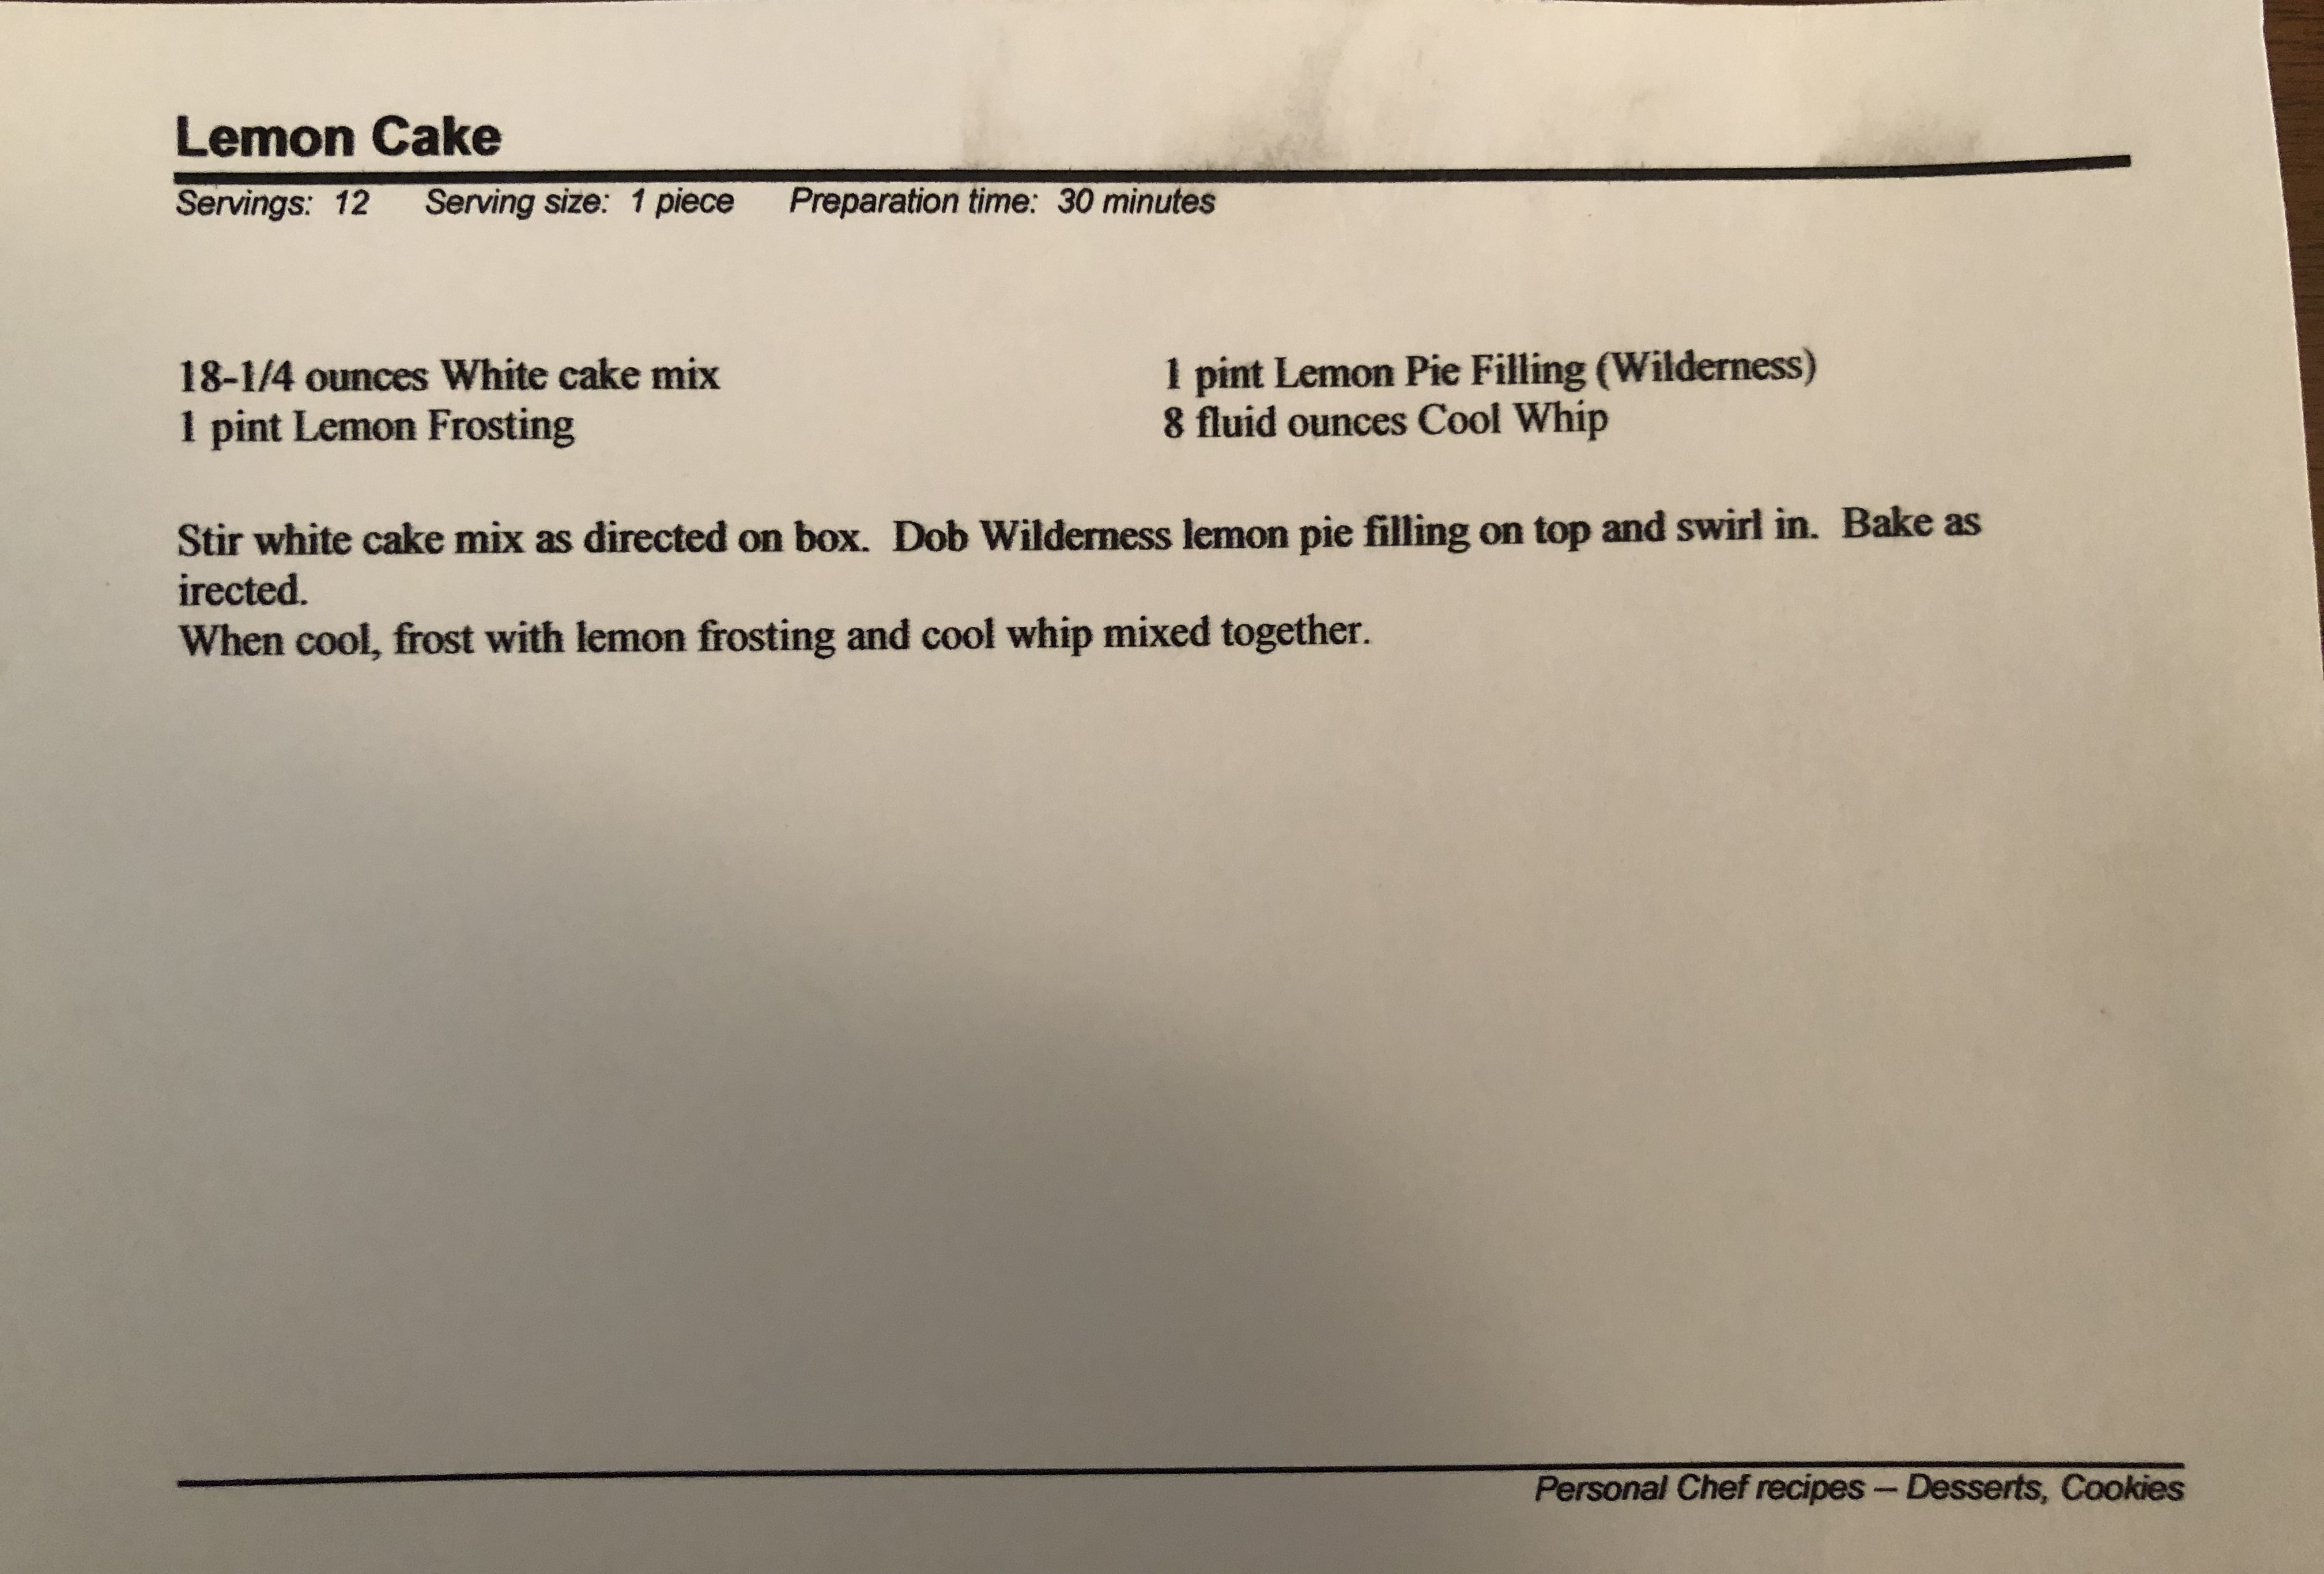 Lemon Cake
Servings: 12 Serving size: 1 piece Preparation time: 30 minutes
18-1/4 ounces White cake mix
1 pint Lemon Frosting
1 pint Lemon Pie Filling (Wilderness)
8 fluid ounces Cool Whip
Stir white cake mix as directed on box. Dob Wilderness lemon pie filling on top and swirl in. Bake as
irected.
When cool, frost with lemon frosting and cool whip mixed together.
Personal Chef recipes – Desserts, Cookies